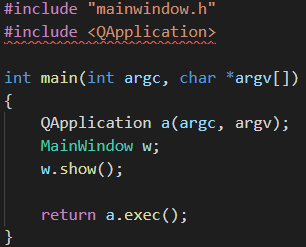 #include "mainwindow.h"
#include <QApplication>

int main(int argc, char *argv[])
{
    QApplication a(argc, argv);
    MainWindow w;
    w.show();

    return a.exec();
}